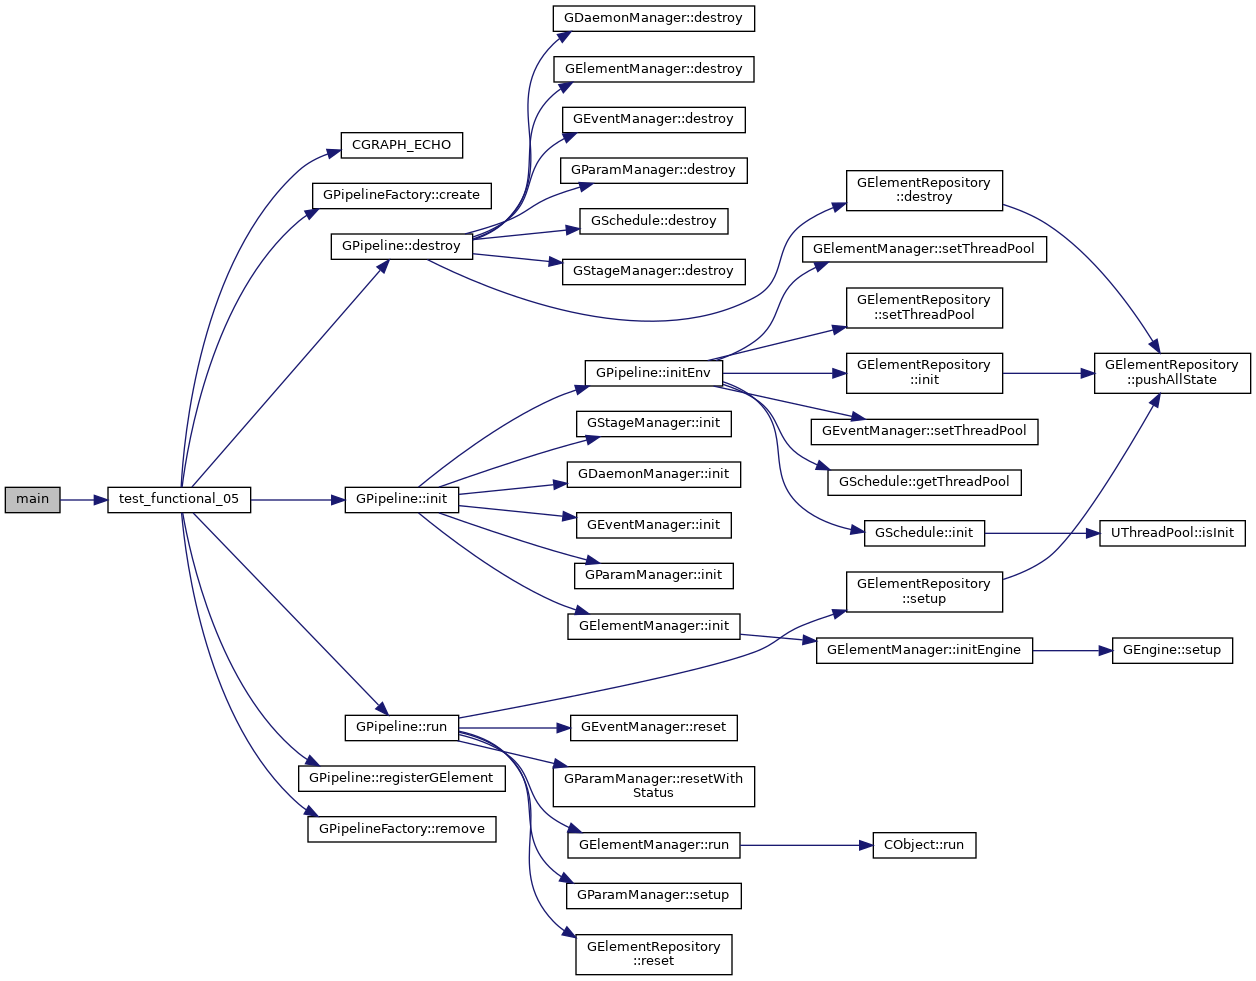 main
test_functional_05
CGRAPH_ECHO
GPipelineFactory::create
GPipeline::destroy
GPipeline::init
GPipeline::run
GPipeline::registerGElement
GPipelineFactory::remove
GDaemonManager::destroy
GElementManager::destroy
GEventManager::destroy
GParamManager::destroy
GSchedule::destroy
GStageManager::destroy
GElementRepository
::destroy
GPipeline::initEnv
GStageManager::init
GDaemonManager::init
GEventManager::init
GParamManager::init
GElementManager::init
GElementManager::setThreadPool
GElementRepository
::setThreadPool
GElementRepository
::init
GEventManager::setThreadPool
GSchedule::getThreadPool
GSchedule::init
GElementRepository
::setup
GElementManager::initEngine
GElementRepository
::pushAllState
UThreadPool::isInit
GEngine::setup
GEventManager::reset
GParamManager::resetWith
Status
GElementManager::run
CObject::run
GParamManager::setup
GElementRepository
::reset